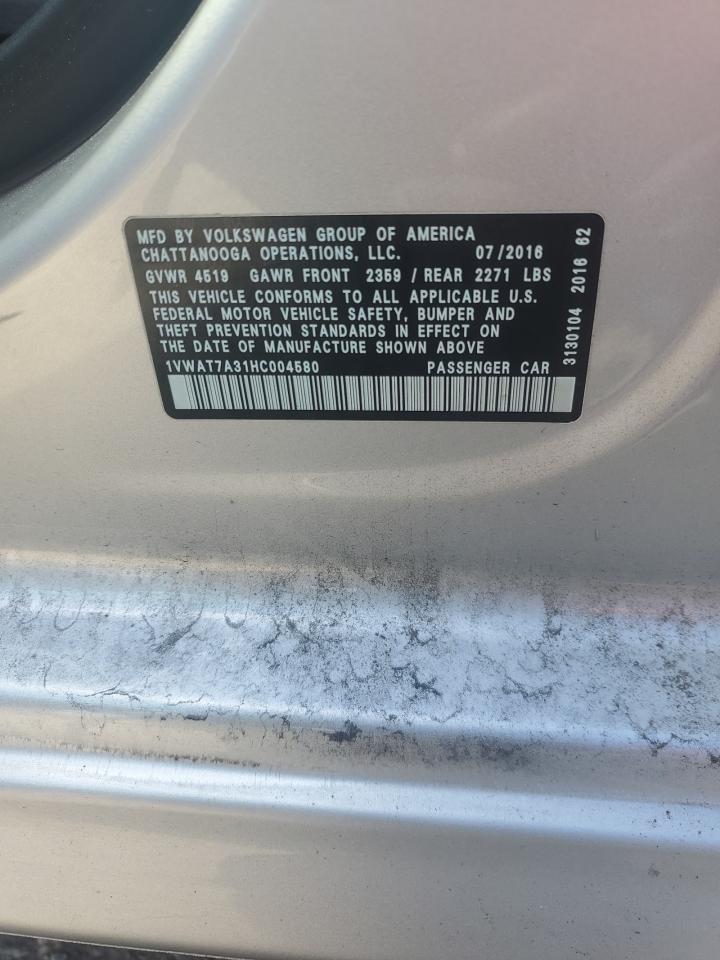 MFD BY VOLKSWAGEN GROUP OF AMERICA
CHATTANOOGA OPERATIONS, LLC. 07/2016
GVWR 4519 GAWR FRONT 2359 / REAR 2271 LBS
THIS VEHICLE CONFORMS TO ALL APPLICABLE U.S.
FEDERAL MOTOR VEHICLE SAFETY, BUMPER AND
THEFT PREVENTION STANDARDS IN EFFECT ON
THE DATE OF MANUFACTURE SHOWN ABOVE
1VWAT7A31HC004580 PASSENGER CAR
3130104 2016 62